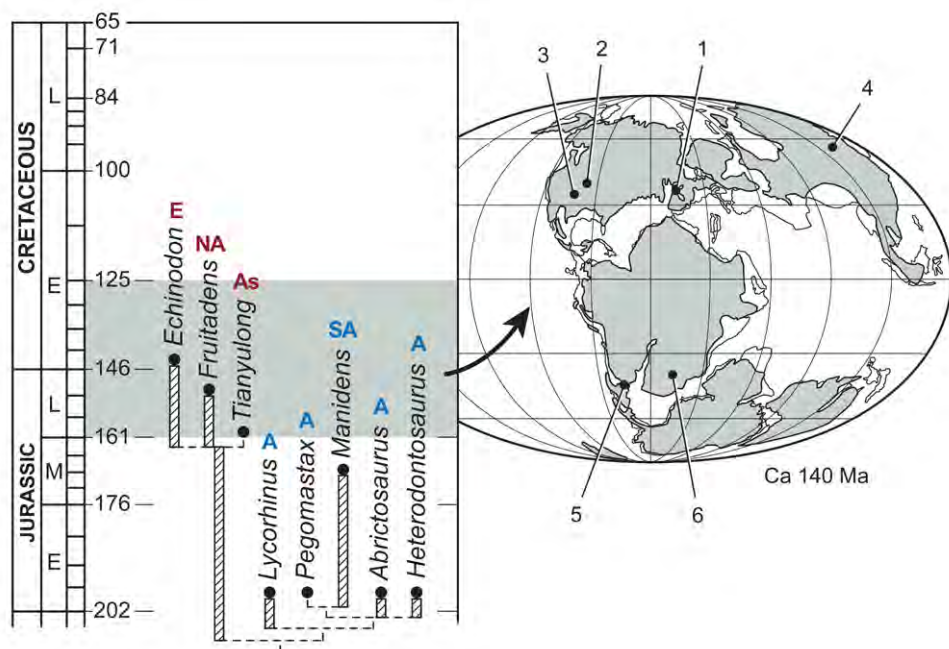 CRETACEOUS
JURASSIC
L
E
L
M
E
65
71
84
100
125
146
161
176
202
Echinodon E
Fruitadens NA
Tianyulong As
Lycorhinus A
Pegomastax A
Manidens SA
Abrictosaurus A
Heterodontosaurus A
3
2
1
4
5
6
Ca 140 Ma